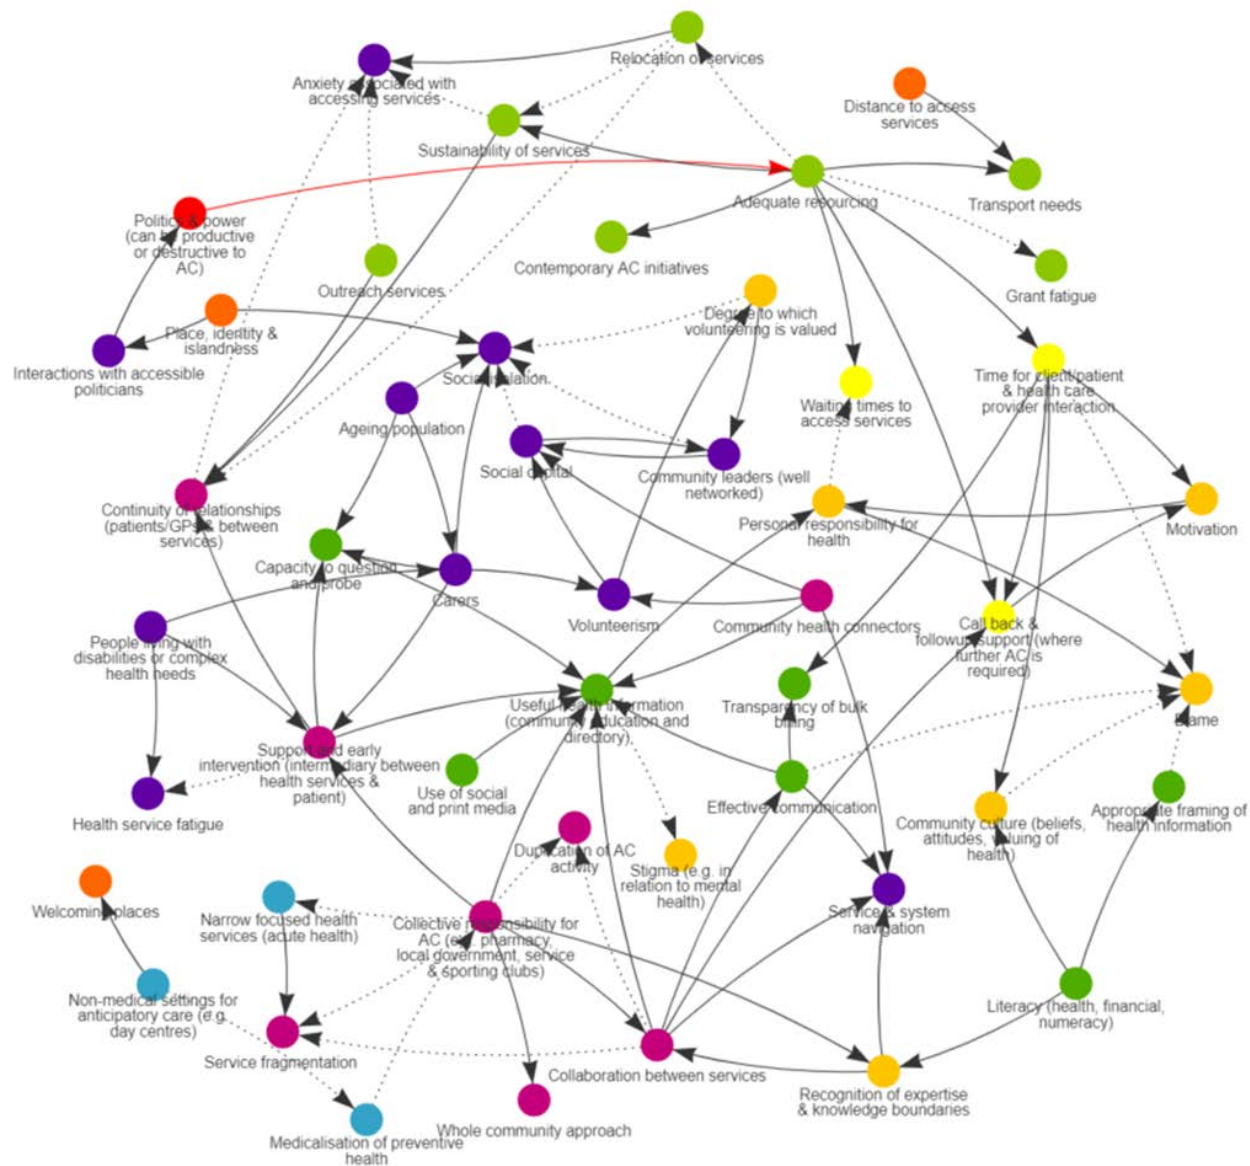 Relocation of services
Anxiety associated with
accessing services
Distance to access
services
Sustainability of services
Adequate resourcing
Transport needs
Politics & power
(can be productive
or destructive to
AC)
Contemporary AC initiatives
Outreach services
Grant fatigue
Degree to which
volunteering is valued
Place, identity &
islandness
Interactions with accessible
politicians
Social isolation
Time for client/patient
& health care
provider interaction
Waiting times to
access services
Ageing population
Social capital
Community leaders (well
networked)
Continuity of relationships
(patients/GPs & between
services)
Personal responsibility for
health
Motivation
Capacity to question
and probe
Carers
Volunteerism
Community health connectors
Call back &
followup support (where
further AC is
required)
People living with
disabilities or complex
health needs
Useful health information
(community education and
directory)
Transparency of bulk
billing
Blame
Support and early
intervention (intermediary between
health services &
patient)
Use of social
and print media
Effective communication
Health service fatigue
Community culture (beliefs,
attitudes, valuing of
health)
Appropriate framing of
health information
Duplication of AC
activity
Stigma (e.g. in
relation to mental
health)
Welcoming places
Narrow focused health
services (acute health)
Collective responsibility for
AC (e.g. pharmacy,
local government, service
& sporting clubs)
Service & system
navigation
Non-medical settings for
anticipatory care (e.g.
day centres)
Literacy (health, financial,
numeracy)
Service fragmentation
Collaboration between services
Recognition of expertise
& knowledge boundaries
Whole community approach
Medicalisation of preventive
health